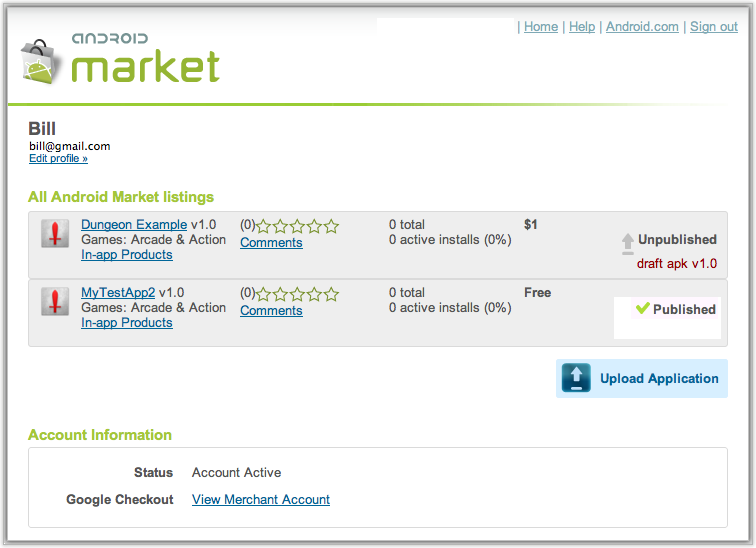 | Home | Help | Android.com | Sign out
android
market
Bill
bill@gmail.com
Edit profile »
All Android Market listings
Dungeon Example v1.0 (0) 0 total $1
Games: Arcade & Action Comments 0 active installs (0%) Unpublished
In-app Products draft apk v1.0
MyTestApp2 v1.0 (0) 0 total Free
Games: Arcade & Action Comments 0 active installs (0%) Published
In-app Products
Upload Application
Account Information
Status Account Active
Google Checkout View Merchant Account